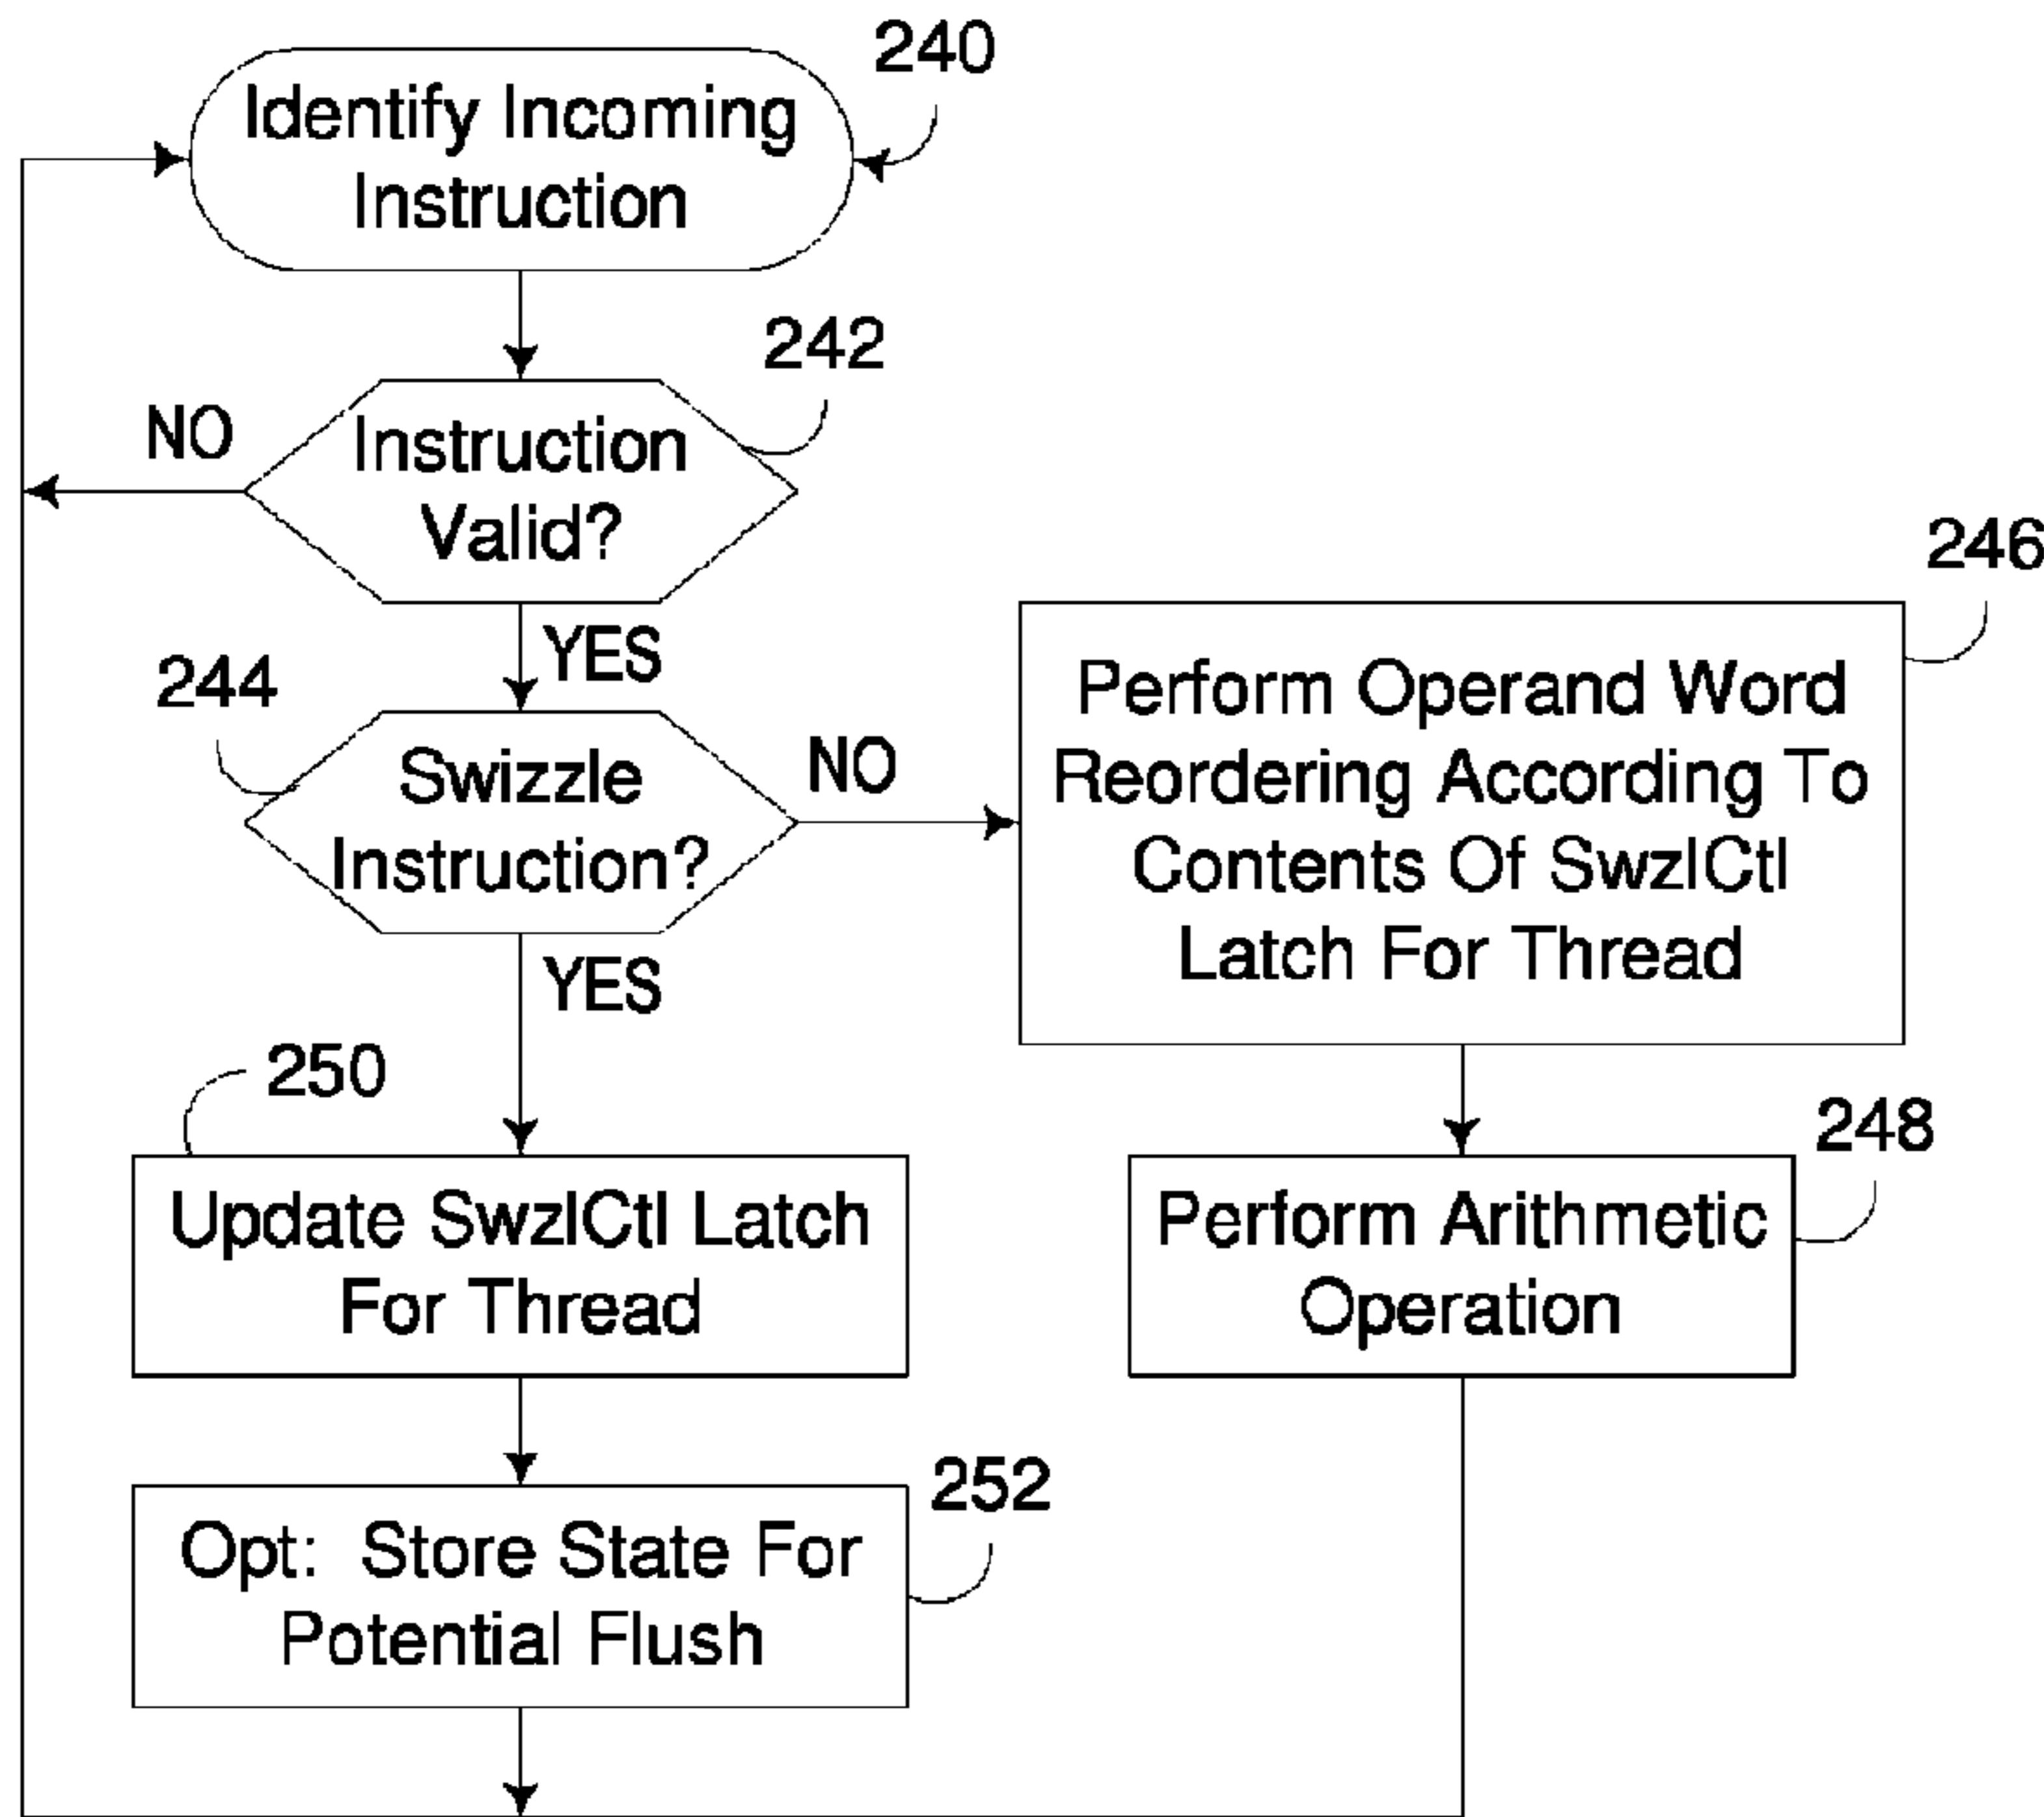 240
Identify Incoming
Instruction
242
NO
Instruction
Valid?
246
YES
244
Swizzle
Instruction?
NO
Perform Operand Word
Reordering According To
Contents Of SwzlCtl
Latch For Thread
YES
250
248
Update SwzlCtl Latch
For Thread
Perform Arithmetic
Operation
252
Opt: Store State For
Potential Flush